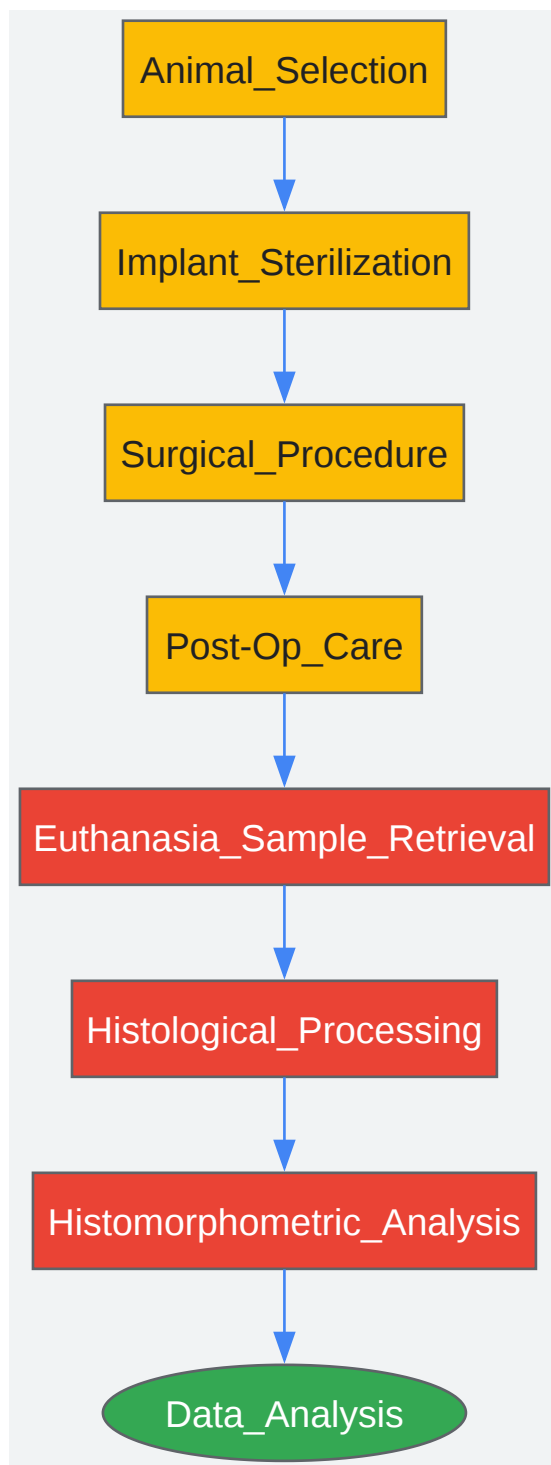 Animal_Selection
Implant_Sterilization
Surgical_Procedure
Post-Op_Care
Euthanasia_Sample_Retrieval
Histological_Processing
Histomorphometric_Analysis
Data_Analysis